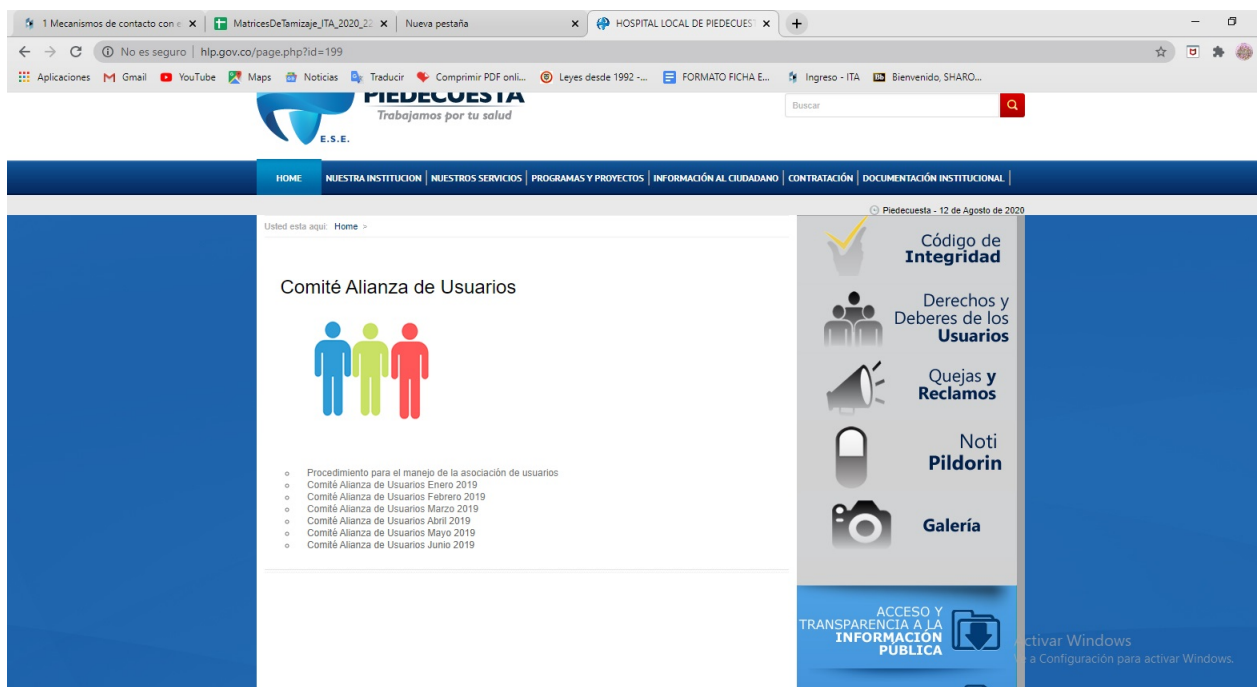 1 Mecanismos de contacto con e
MatricesDeTamizaje_ITA_2020_22
Nueva pestaña
HOSPITAL LOCAL DE PIEDECUES
No es seguro | hlp.gov.co/page.php?id=199
Aplicaciones
Gmail
YouTube
Maps
Noticias
Traducir
Comprimir PDF onli...
Leyes desde 1992 -...
FORMATO FICHA E...
Ingreso - ITA
Bienvenido, SHARO...
PIEDECUESTA
Trabajamos por tu salud
E.S.E.
Buscar
HOME
NUESTRA INSTITUCION
NUESTROS SERVICIOS
PROGRAMAS Y PROYECTOS
INFORMACIÓN AL CIUDADANO
CONTRATACIÓN
DOCUMENTACIÓN INSTITUCIONAL
Piedecuesta - 12 de Agosto de 2020
Usted esta aqui: Home >
Comité Alianza de Usuarios
Procedimiento para el manejo de la asociación de usuarios
Comité Alianza de Usuarios Enero 2019
Comité Alianza de Usuarios Febrero 2019
Comité Alianza de Usuarios Marzo 2019
Comité Alianza de Usuarios Abril 2019
Comité Alianza de Usuarios Mayo 2019
Comité Alianza de Usuarios Junio 2019
Código de
Integridad
Derechos y
Deberes de los
Usuarios
Quejas y
Reclamos
Noti
Pildorin
Galería
ACCESO Y
TRANSPARENCIA A LA
INFORMACIÓN
PÚBLICA
Activar Windows
Ve a Configuración para activar Windows.